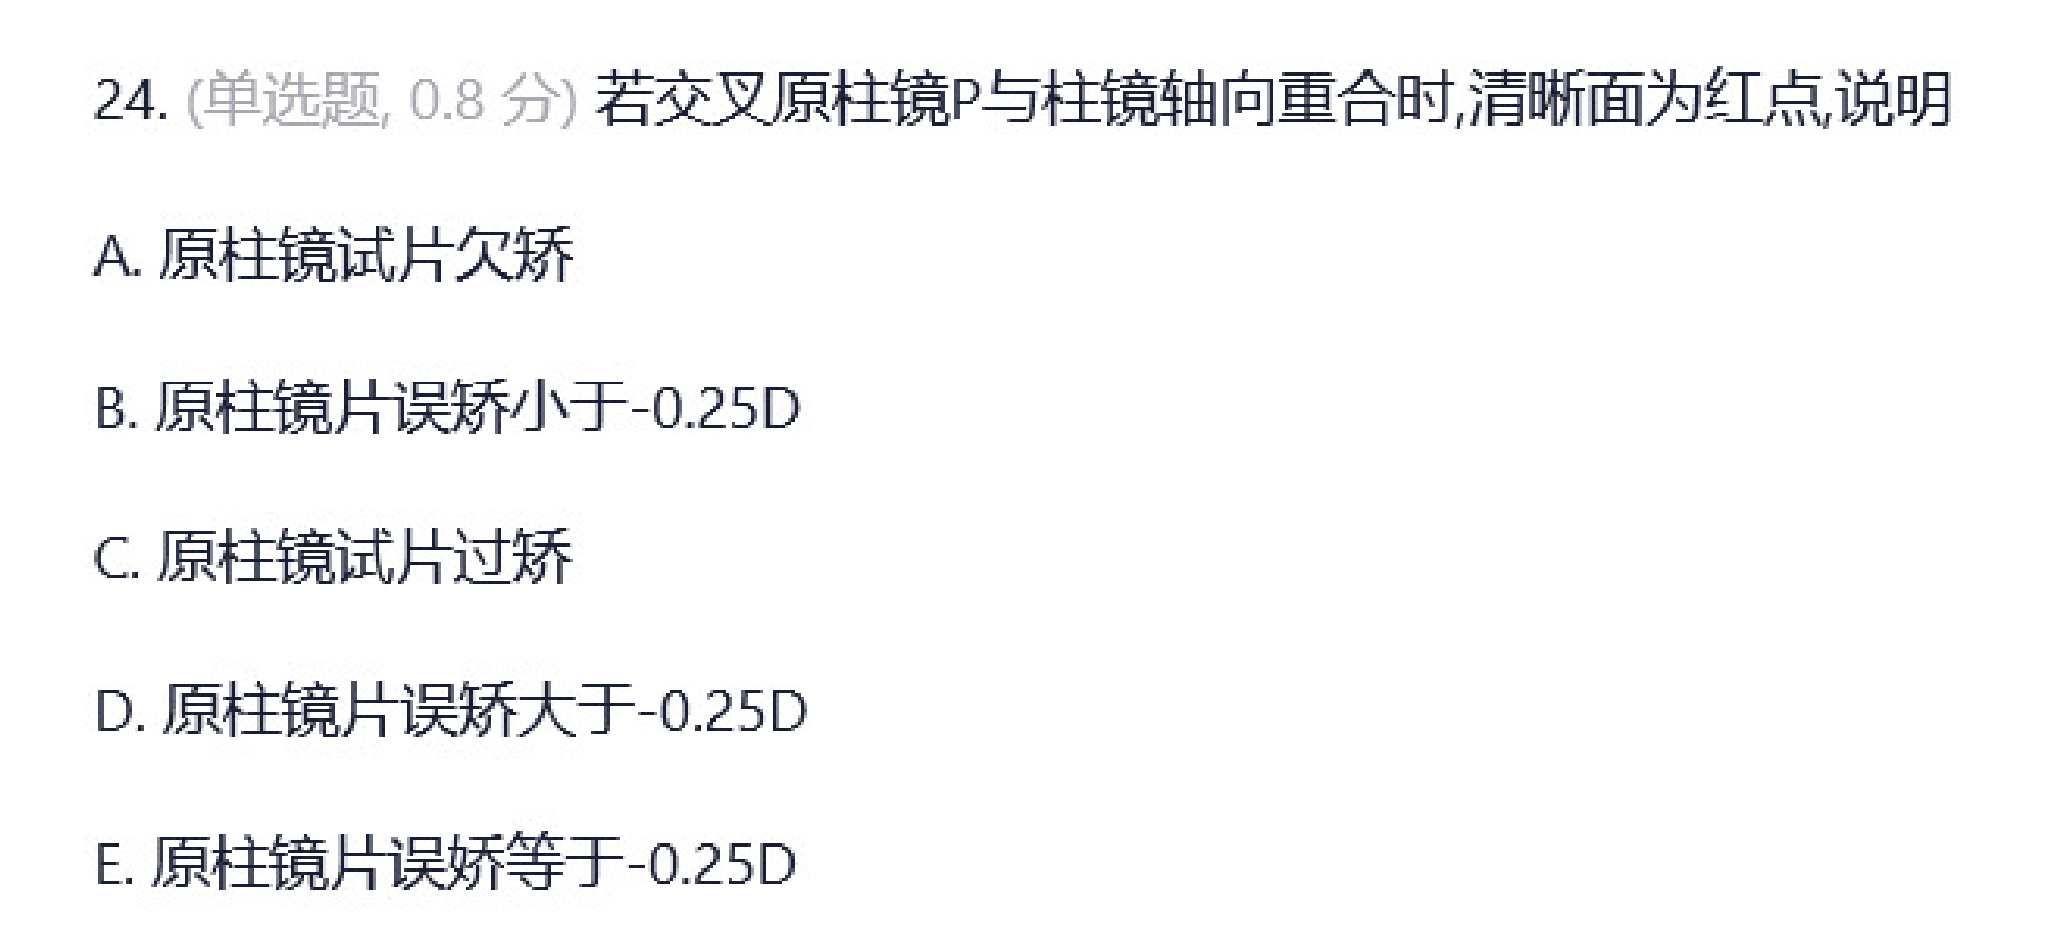 24. (单选题, 0.8 分) 若交叉原柱镜P与柱镜轴向重合时,清晰面为红点,说明
A. 原柱镜试片欠矫
B. 原柱镜片误矫小于-0.25D
C. 原柱镜试片过矫
D. 原柱镜片误矫大于-0.25D
E. 原柱镜片误娇等于-0.25D